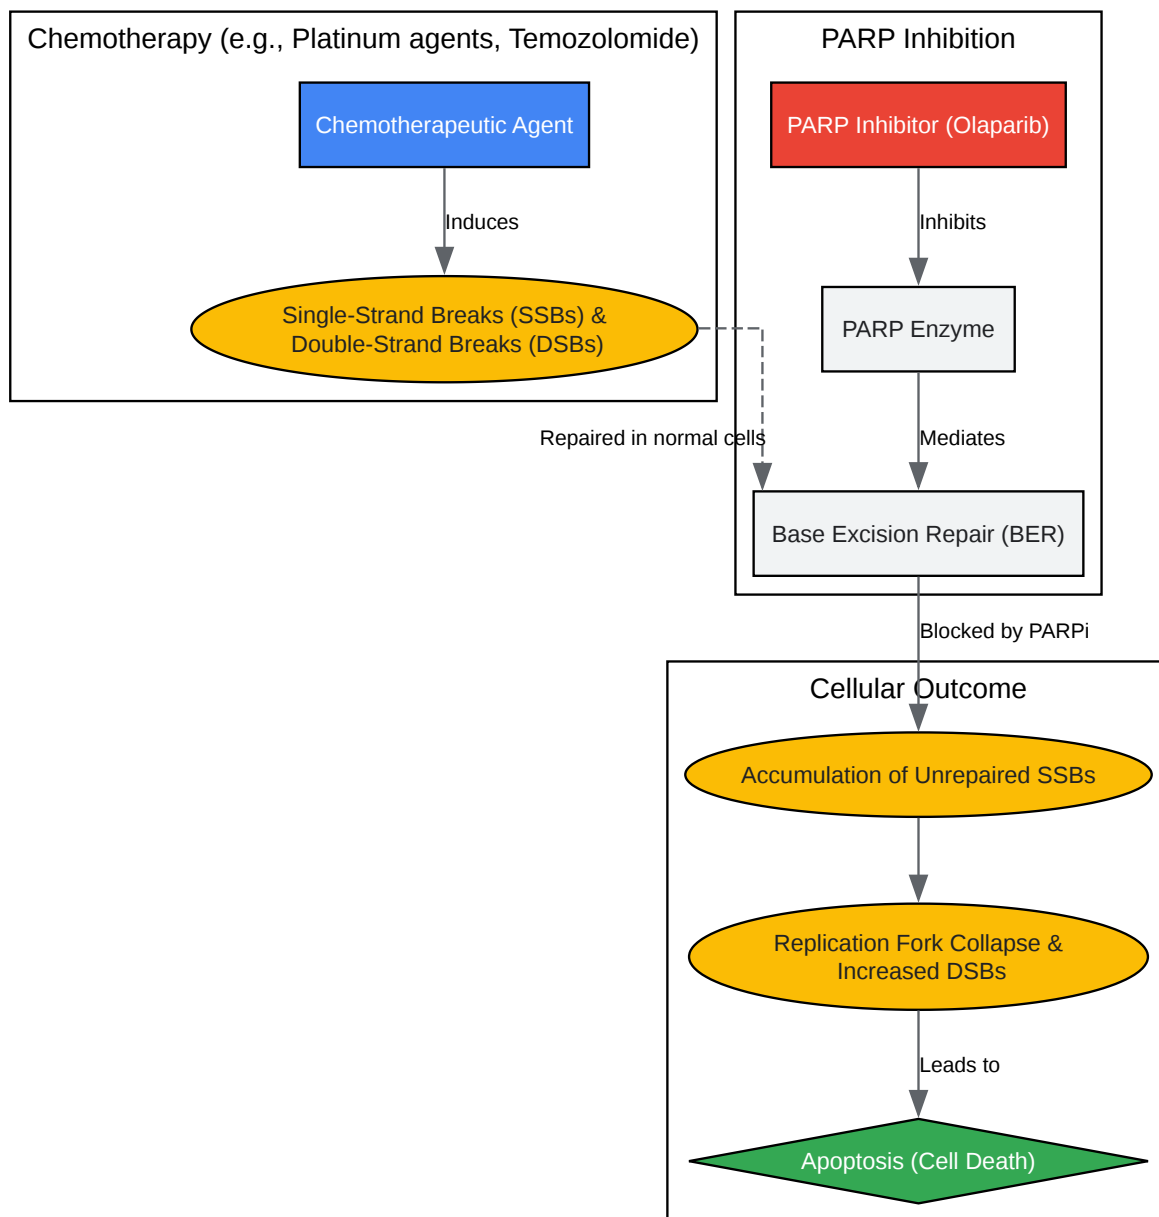 Chemotherapy (e.g., Platinum agents, Temozolomide)
Chemotherapeutic Agent
Induces
Single-Strand Breaks (SSBs) &
Double-Strand Breaks (DSBs)
Repaired in normal cells
PARP Inhibition
PARP Inhibitor (Olaparib)
Inhibits
PARP Enzyme
Mediates
Base Excision Repair (BER)
Blocked by PARPi
Cellular Outcome
Accumulation of Unrepaired SSBs
Replication Fork Collapse &
Increased DSBs
Leads to
Apoptosis (Cell Death)